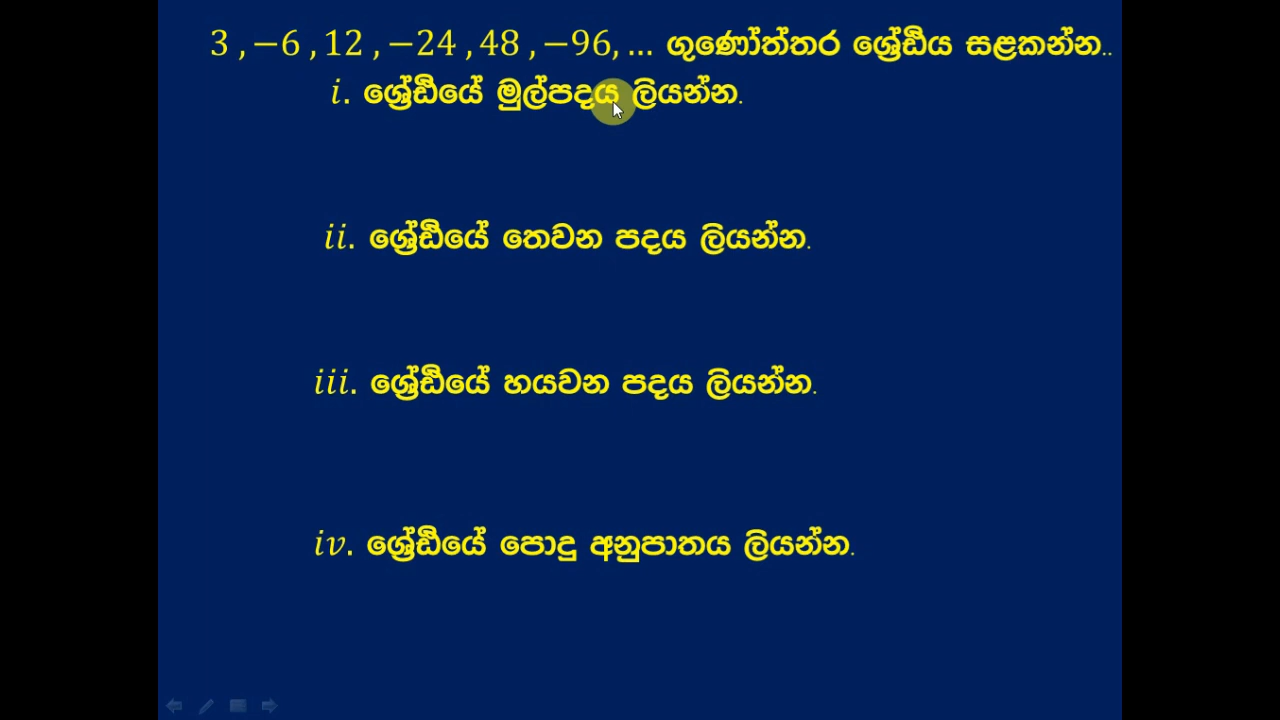 3 , −6 , 12 , −24 , 48 , −96, … ගුණෝත්තර ශ්‍රේඪිය සළකන්න..
i. ශ්‍රේඪියේ මුල්පදය ලියන්න.
ii. ශ්‍රේඪියේ තෙවන පදය ලියන්න.
iii. ශ්‍රේඪියේ හයවන පදය ලියන්න.
iv. ශ්‍රේඪියේ පොදු අනුපාතය ලියන්න.